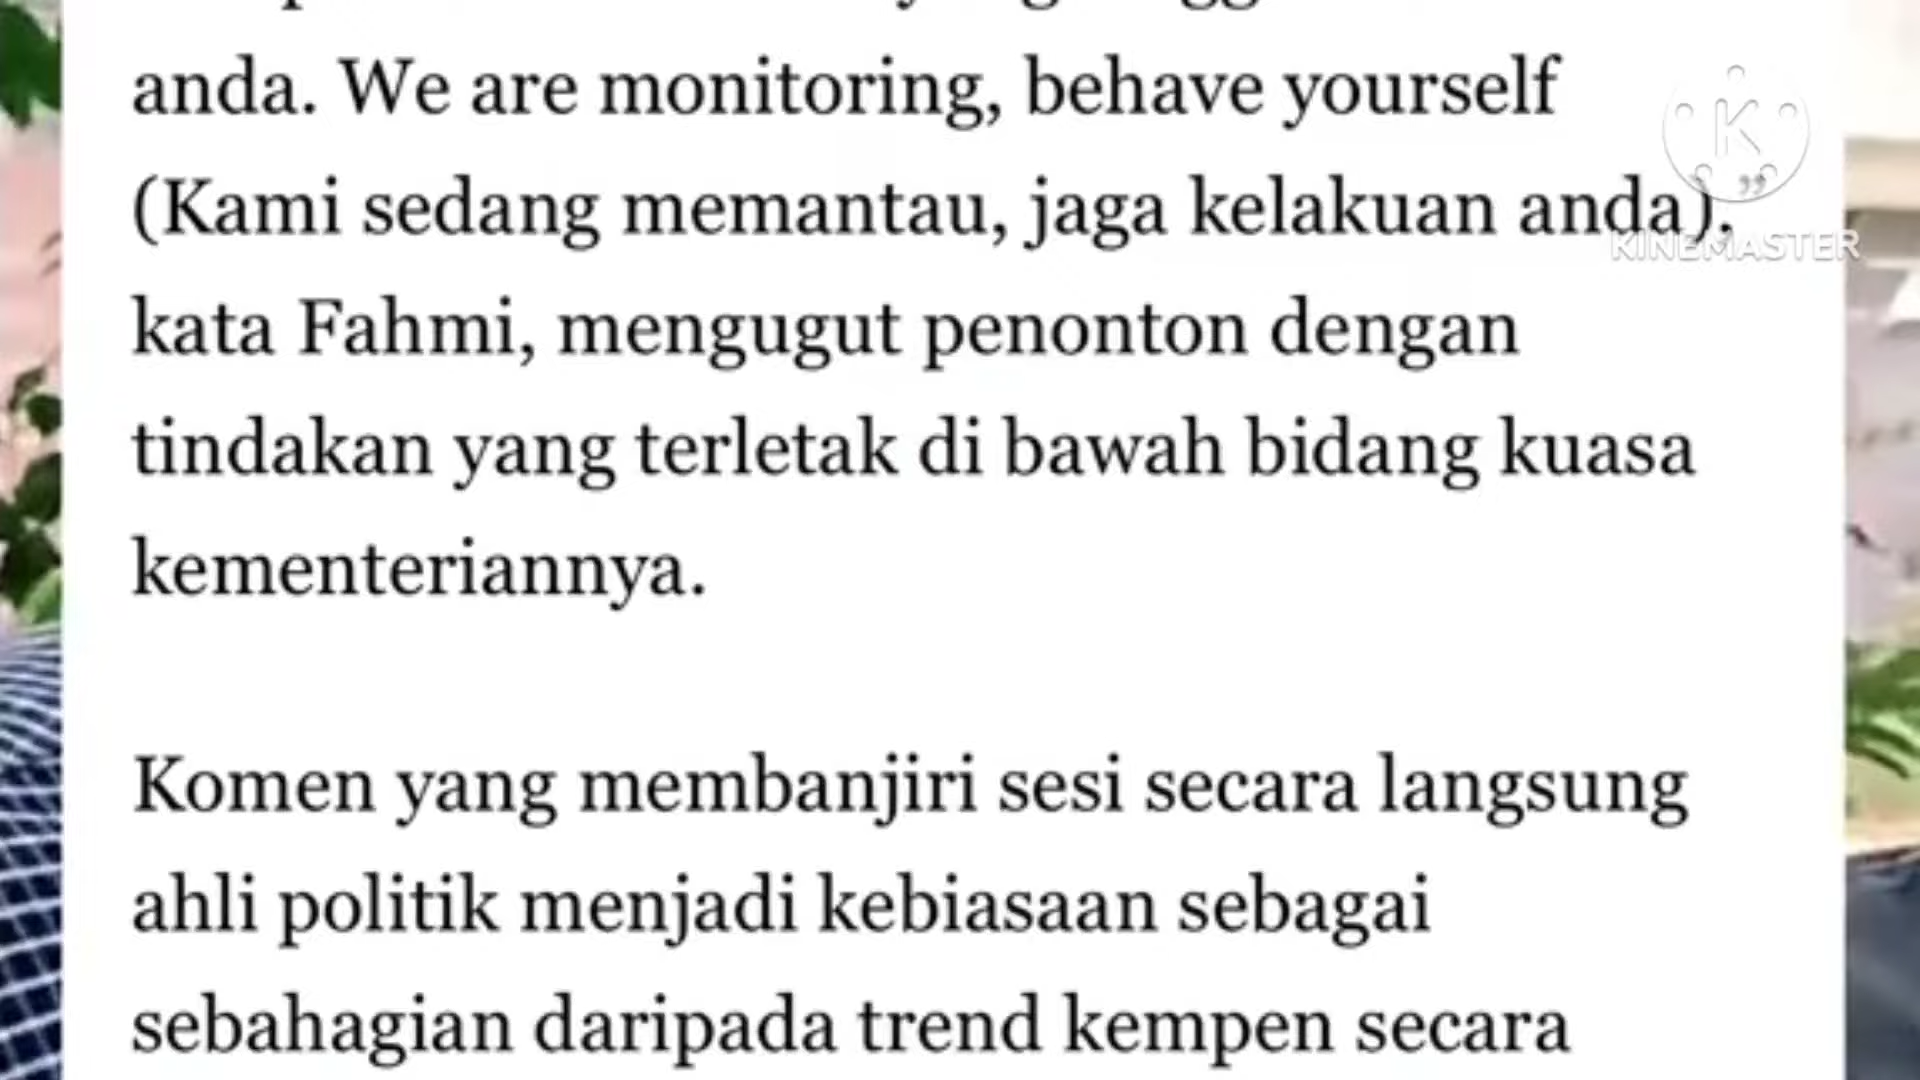 anda. We are monitoring, behave yourself
(Kami sedang memantau, jaga kelakuan anda),”
kata Fahmi, mengugut penonton dengan
tindakan yang terletak di bawah bidang kuasa
kementeriannya.
Komen yang membanjiri sesi secara langsung
ahli politik menjadi kebiasaan sebagai
sebahagian daripada trend kempen secara
K
KINEMASTER